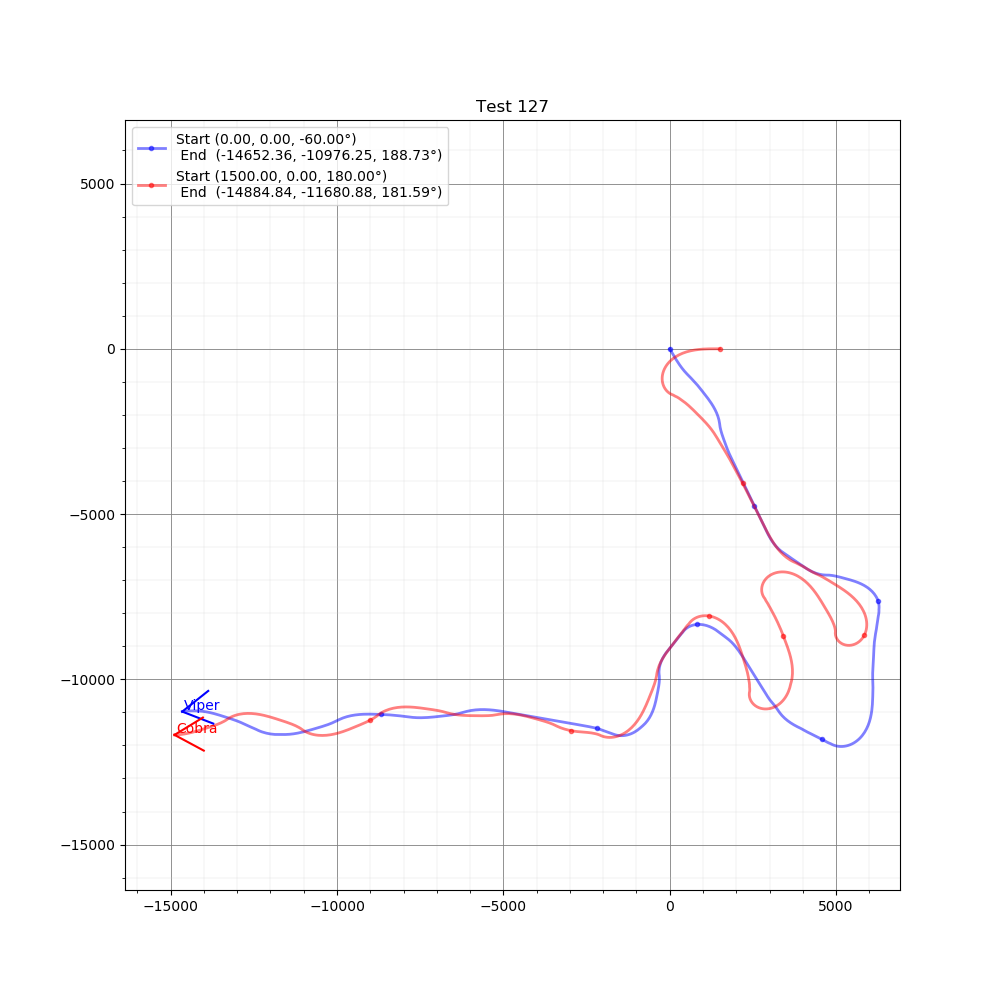 Test 127
Start (0.00, 0.00, -60.00°)
End  (-14652.36, -10976.25, 188.73°)
Start (1500.00, 0.00, 180.00°)
End  (-14884.84, -11680.88, 181.59°)
5000
0
−5000
−10000
−15000
Viper
Cobra
−15000
−10000
−5000
0
5000